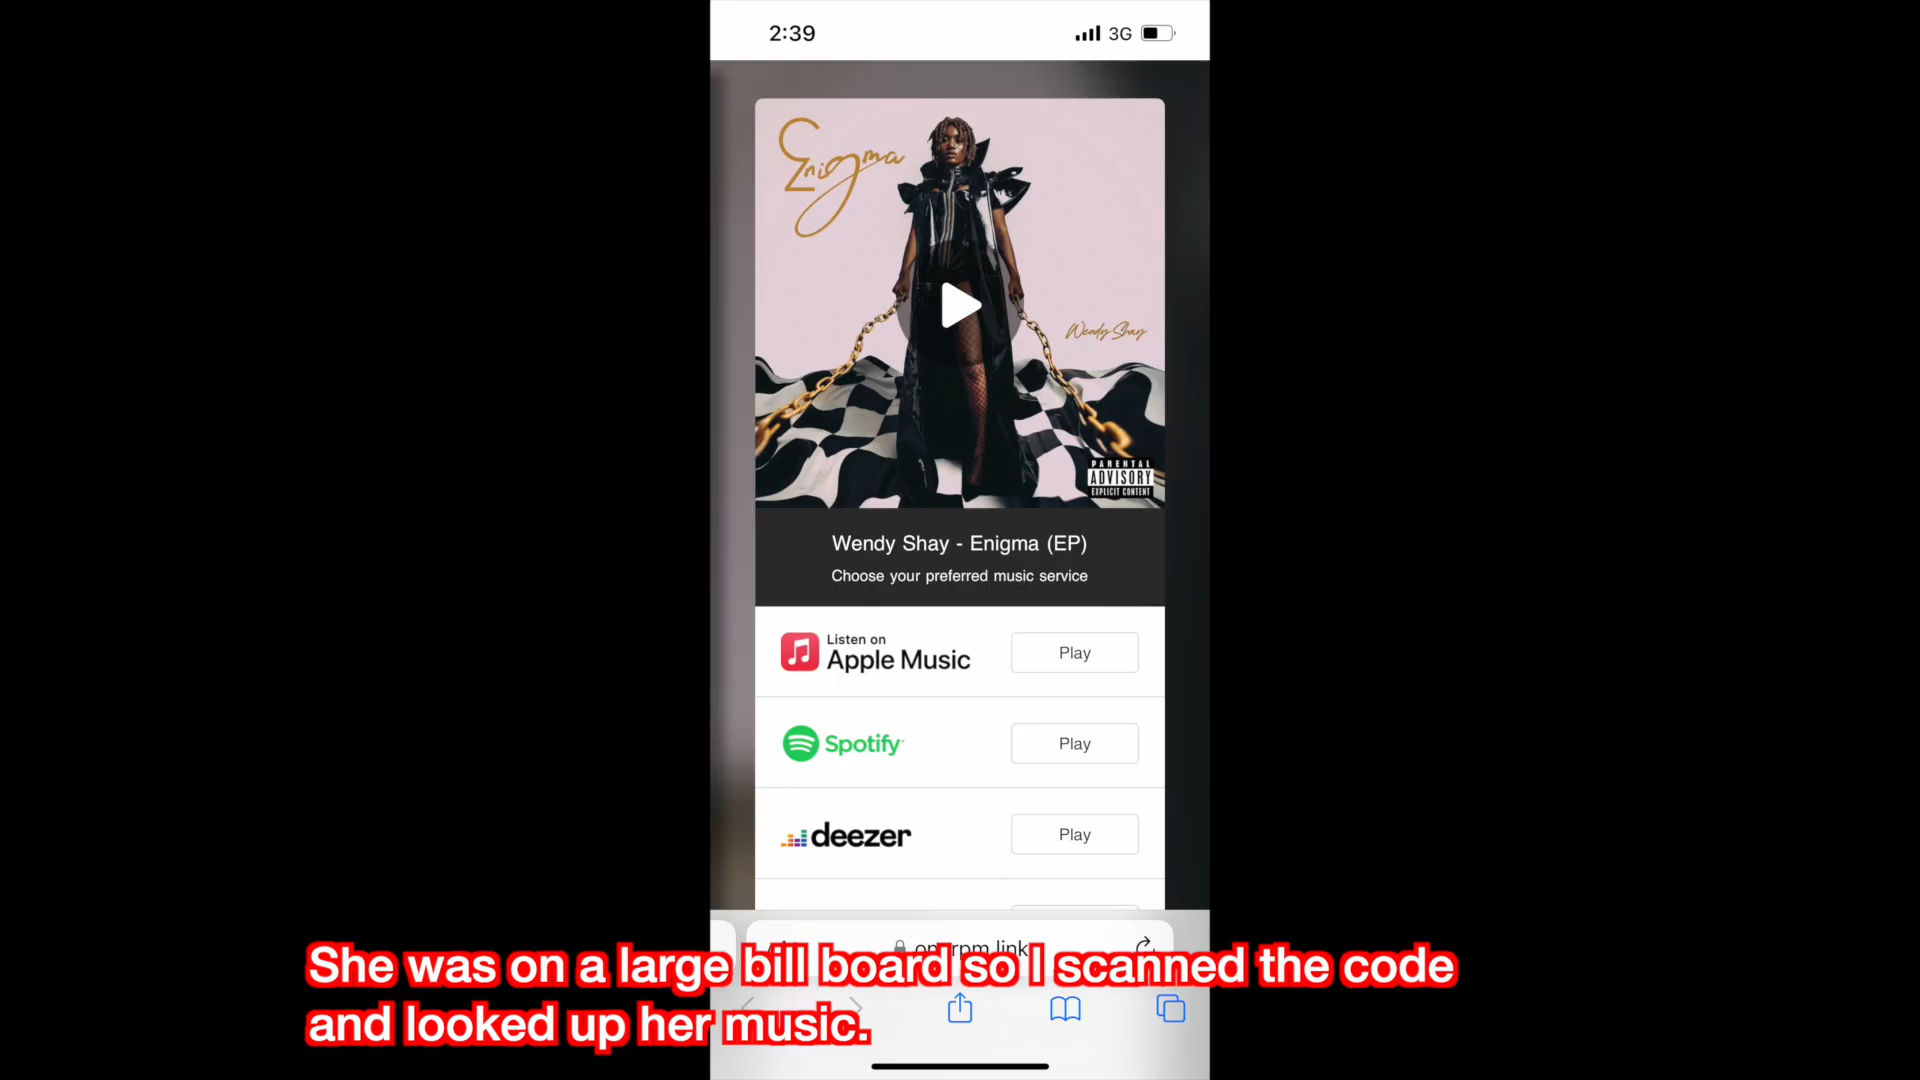 2:39
3G
Enigma
Wendy Shay
PARENTAL
ADVISORY
EXPLICIT CONTENT
Wendy Shay - Enigma (EP)
Choose your preferred music service
Listen on
Apple Music
Play
Spotify
Play
deezer
Play
She was on a large bill board so I scanned the code
and looked up her music.